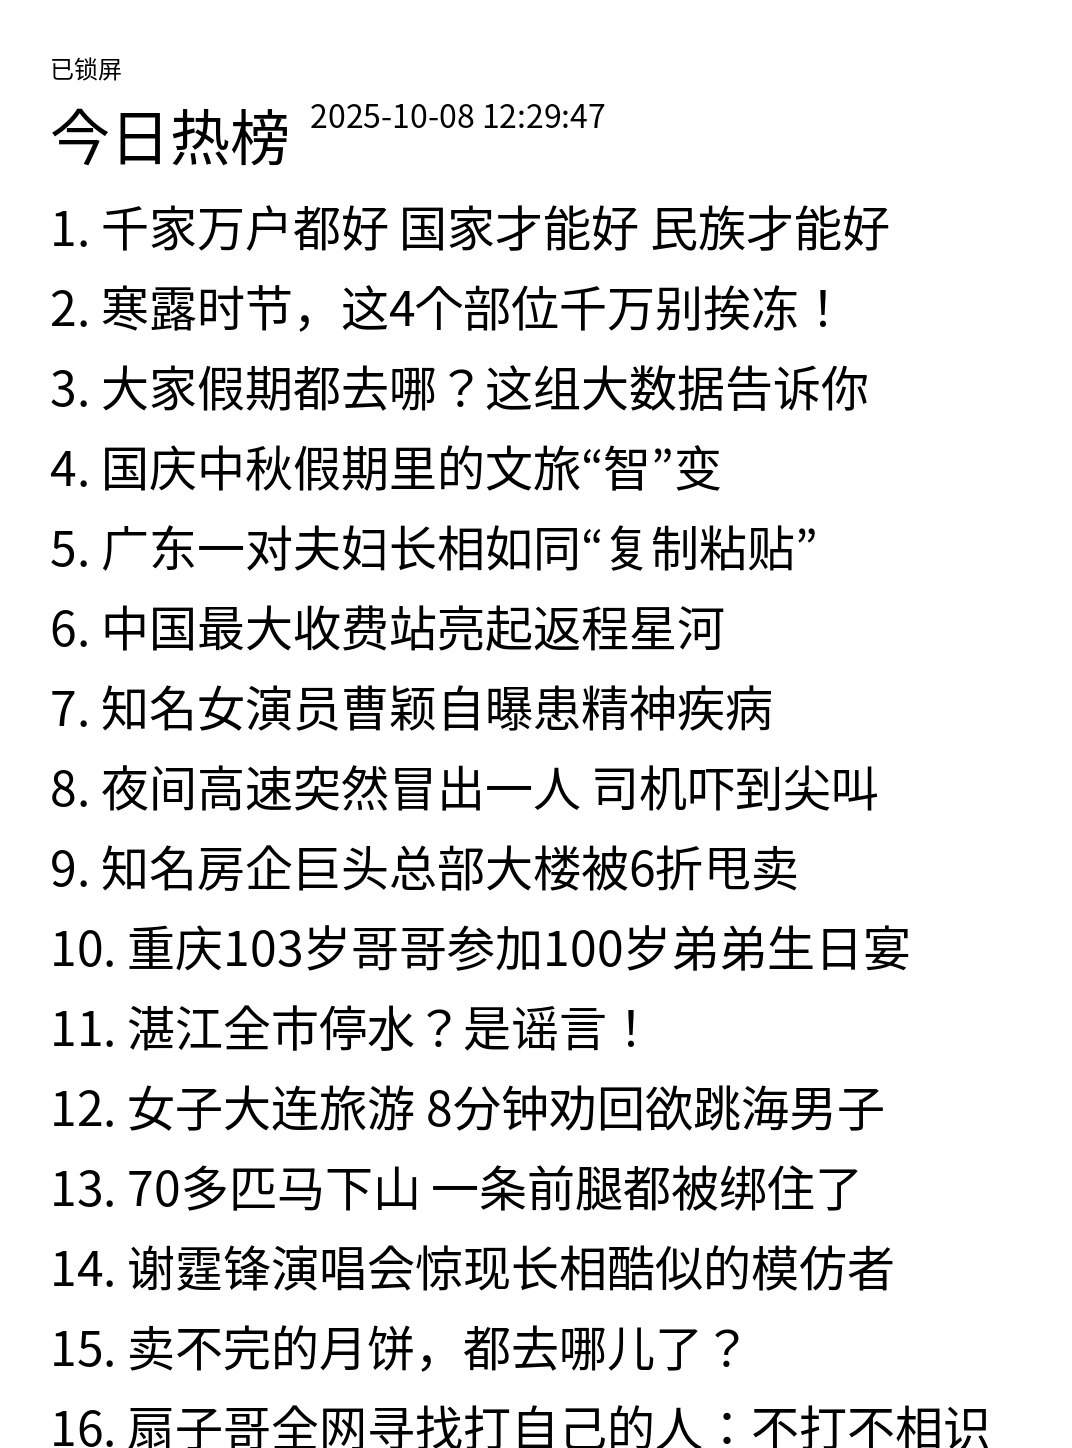 已锁屏
今日热榜 2025-10-08 12:29:47
1. 千家万户都好 国家才能好 民族才能好
2. 寒露时节，这4个部位千万别挨冻！
3. 大家假期都去哪？这组大数据告诉你
4. 国庆中秋假期里的文旅“智”变
5. 广东一对夫妇长相如同“复制粘贴”
6. 中国最大收费站亮起返程星河
7. 知名女演员曹颖自曝患精神疾病
8. 夜间高速突然冒出一人 司机吓到尖叫
9. 知名房企巨头总部大楼被6折甩卖
10. 重庆103岁哥哥参加100岁弟弟生日宴
11. 湛江全市停水？是谣言！
12. 女子大连旅游 8分钟劝回欲跳海男子
13. 70多匹马下山 一条前腿都被绑住了
14. 谢霆锋演唱会惊现长相酷似的模仿者
15. 卖不完的月饼，都去哪儿了？
16. 扇子哥全网寻找打自己的人：不打不相识